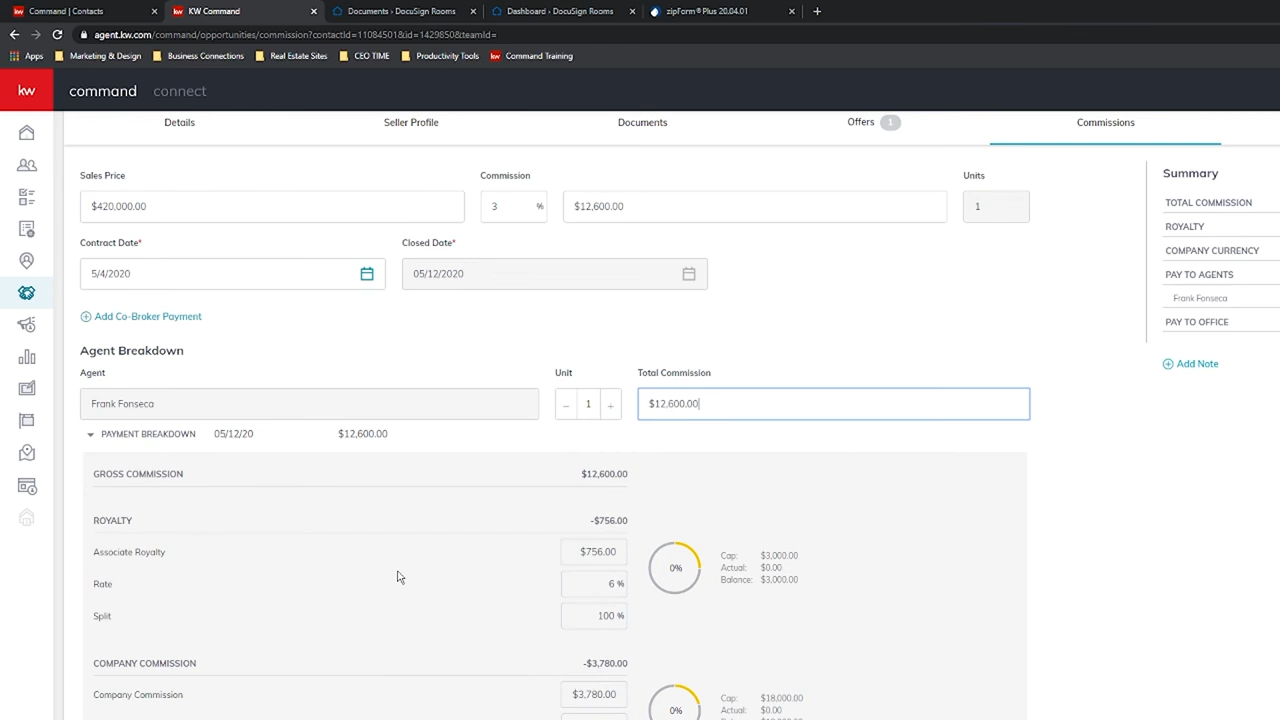 Command | Contacts
KW Command
Documents › DocuSign Rooms
Dashboard › DocuSign Rooms
zipForm® Plus 20.04.01
agent.kw.com/command/opportunities/commission?contactId=11084501&id=1429850&teamId=
Apps
Marketing & Design
Business Connections
Real Estate Sites
CEO TIME
Productivity Tools
Command Training
kw
command
connect
Details
Seller Profile
Documents
Offers 1
Commissions
Sales Price
Commission
Units
$420,000.00
3 %
$12,600.00
1
Contract Date*
Closed Date*
5/4/2020
05/12/2020
Add Co-Broker Payment
Agent Breakdown
Agent
Unit
Total Commission
Frank Fonseca
– 1 +
$12,600.00
PAYMENT BREAKDOWN 05/12/20 $12,600.00
GROSS COMMISSION $12,600.00
ROYALTY -$756.00
Associate Royalty $756.00
Rate 6 %
Split 100 %
0%
Cap: $3,000.00
Actual: $0.00
Balance: $3,000.00
COMPANY COMMISSION -$3,780.00
Company Commission $3,780.00
0%
Cap: $18,000.00
Actual: $0.00
Summary
TOTAL COMMISSION
ROYALTY
COMPANY CURRENCY
PAY TO AGENTS
Frank Fonseca
PAY TO OFFICE
Add Note